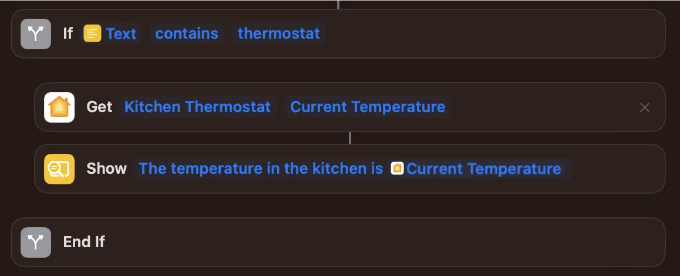 If Text contains thermostat
Get Kitchen Thermostat Current Temperature
Show The temperature in the kitchen is Current Temperature
End If